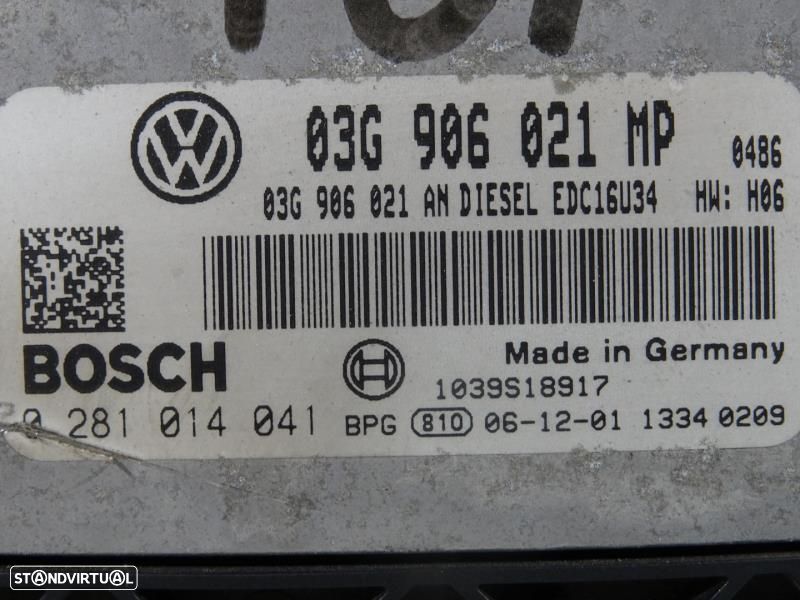 03G 906 021 MP 0486
03G 906 021 AN DIESEL EDC16U34 HW: H06
BOSCH Made in Germany
1039S18917
0 281 014 041 BPG 810 06-12-01 1334 0209
STANDVIRTUAL